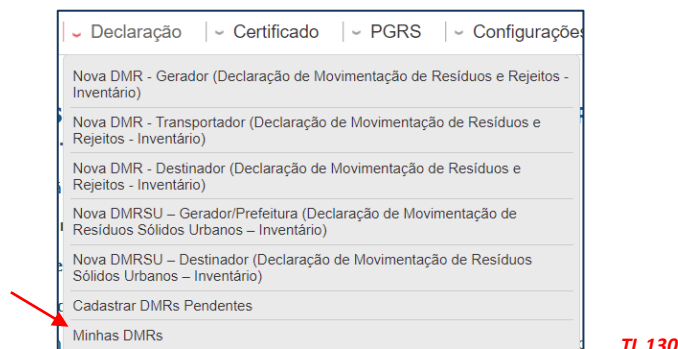 Declaração Certificado PGRS Configurações
Nova DMR - Gerador (Declaração de Movimentação de Resíduos e Rejeitos -
Inventário)
Nova DMR - Transportador (Declaração de Movimentação de Resíduos e
Rejeitos - Inventário)
Nova DMR - Destinador (Declaração de Movimentação de Resíduos e
Rejeitos - Inventário)
Nova DMRSU – Gerador/Prefeitura (Declaração de Movimentação de
Resíduos Sólidos Urbanos – Inventário)
Nova DMRSU – Destinador (Declaração de Movimentação de Resíduos
Sólidos Urbanos – Inventário)
Cadastrar DMRs Pendentes
Minhas DMRs
TL 130